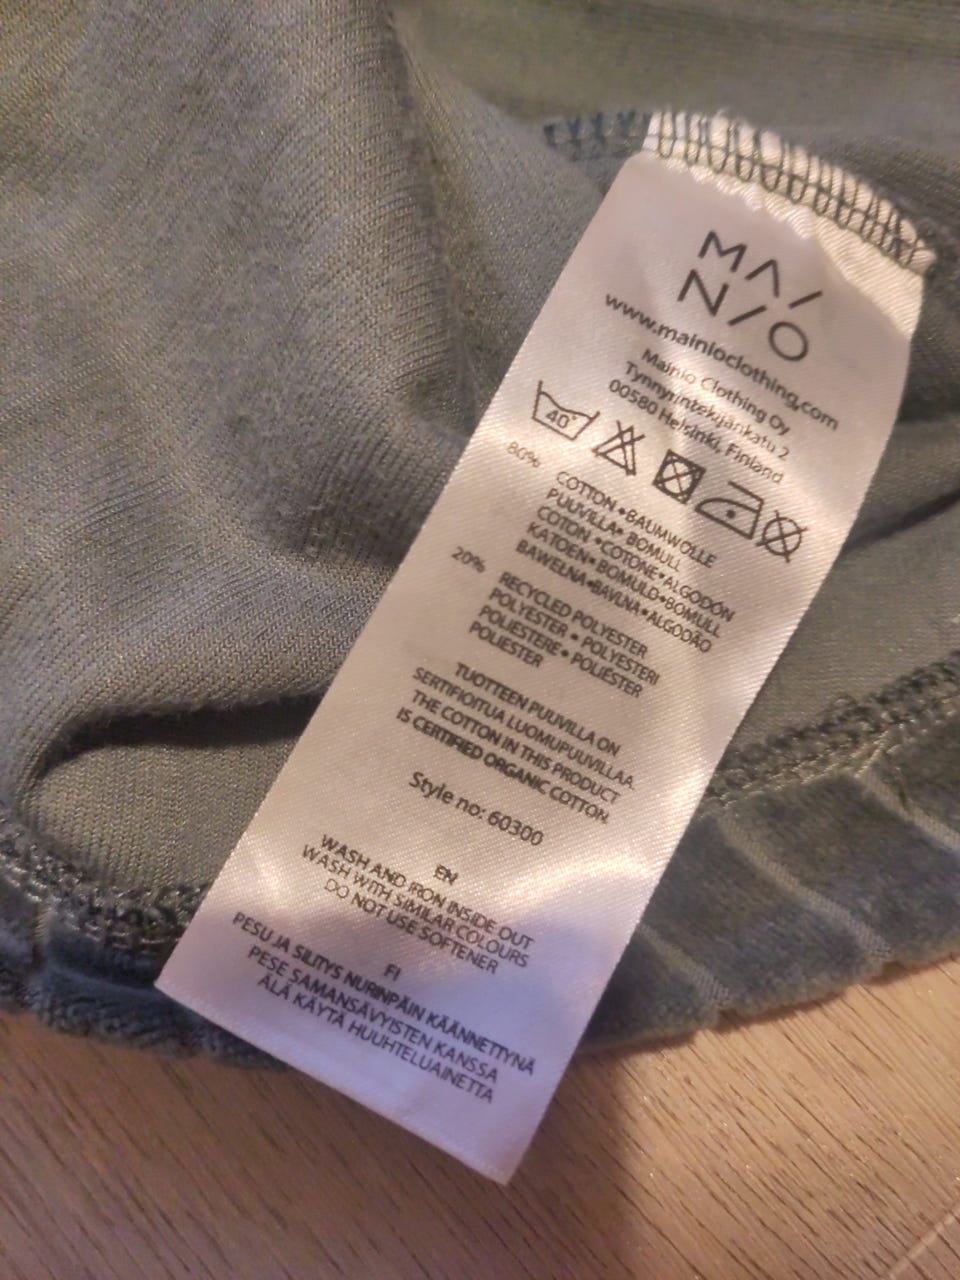 MAI
NIO
www.mainioclothing.com
Mainio Clothing Oy
Tynnyrintekijänkatu 2
00580 Helsinki, Finland
40°
80% COTTON•BAUMWOLLE
PUUVILLA• BOMULL
COTON •COTONE•ALGODÓN
KATOEN•BOMULD•BOMULL
BAWEŁNA•BAVLNA•ALGODÃO
20% RECYCLED POLYESTER
POLYESTER • POLYESTERI
POLIESTERE • POLIÉSTER
POLIESTER
TUOTTEEN PUUVILLA ON
SERTIFIOITUA LUOMUPUUVILLAA.
THE COTTON IN THIS PRODUCT
IS CERTIFIED ORGANIC COTTON.
Style no: 60300
EN
WASH AND IRON INSIDE OUT
WASH WITH SIMILAR COLOURS
DO NOT USE SOFTENER
FI
PESU JA SILITYS NURINPÄIN KÄÄNNETTYNÄ
PESE SAMANSÄVYISTEN KANSSA
ÄLÄ KÄYTÄ HUUHTELUAINETTA